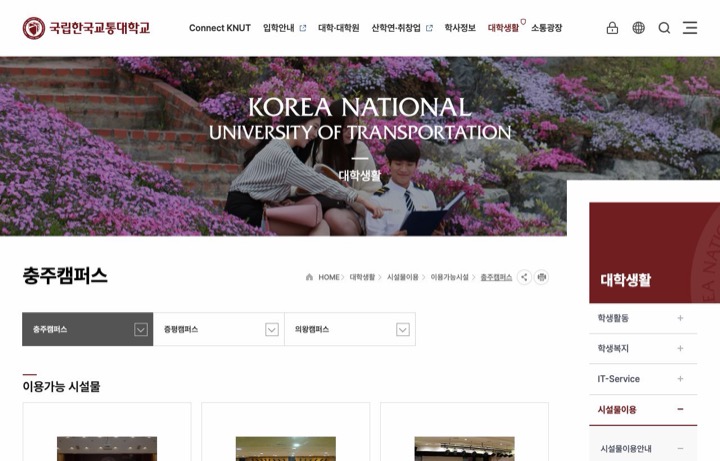 국립한국교통대학교
Connect KNUT 입학안내 대학·대학원 산학연·취창업 학사정보 대학생활 소통광장
KOREA NATIONAL
UNIVERSITY OF TRANSPORTATION
대학생활
충주캠퍼스
HOME 대학생활 시설물이용 이용가능시설 충주캠퍼스
충주캠퍼스 증평캠퍼스 의왕캠퍼스
이용가능 시설물
대학생활
학생활동
학생복지
IT-Service
시설물이용
시설물이용안내